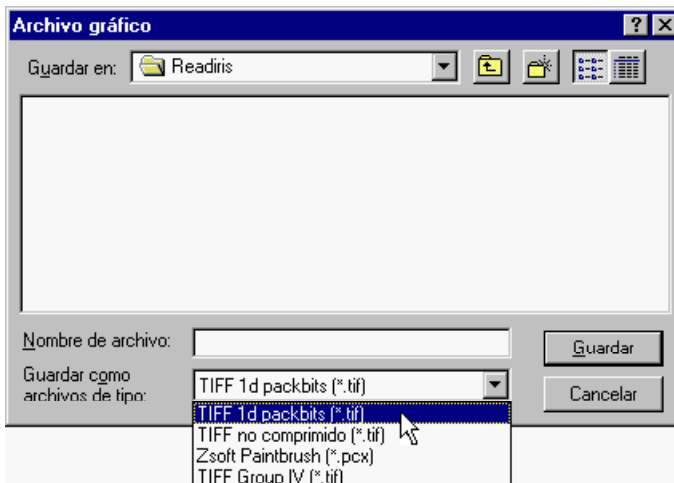 Archivo gráfico
Guardar en: Readiris
Nombre de archivo:
Guardar
Guardar como
archivos de tipo:
TIFF 1d packbits (*.tif)
Cancelar
TIFF 1d packbits (*.tif)
TIFF no comprimido (*.tif)
Zsoft Paintbrush (*.pcx)
TIFF Group IV (*.tif)